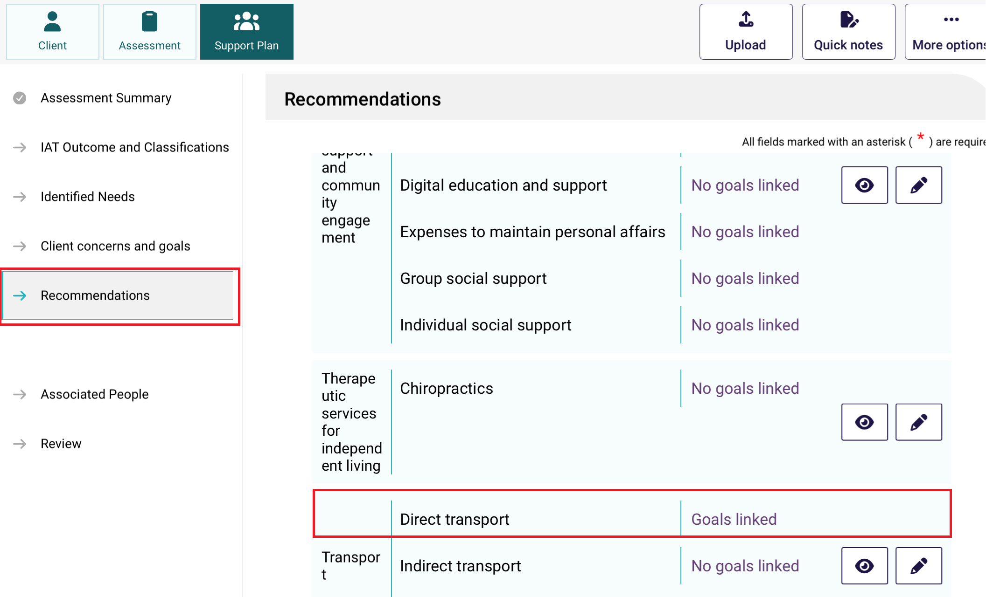 Client
Assessment
Support Plan
Upload
Quick notes
More options
Assessment Summary
IAT Outcome and Classifications
Identified Needs
Client concerns and goals
Recommendations
Associated People
Review
Recommendations
All fields marked with an asterisk ( * ) are require
support
and
commun
ity
engage
ment
Digital education and support No goals linked
Expenses to maintain personal affairs No goals linked
Group social support No goals linked
Individual social support No goals linked
Therape
utic
services
for
independ
ent living
Chiropractics No goals linked
Direct transport Goals linked
Transpor
t
Indirect transport No goals linked